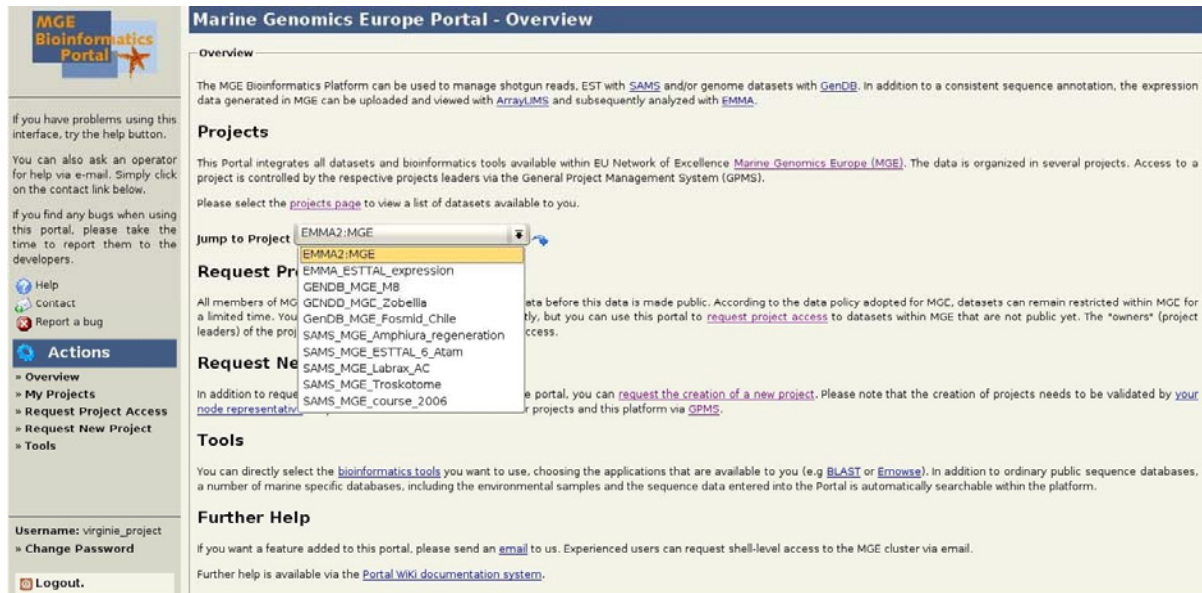 MGE
Bioinformatics
Portal
If you have problems using this
interface, try the help button.
You can also ask an operator
for help via e-mail. Simply click
on the contact link below.
If you find any bugs when using
this portal, please take the
time to report them to the
developers.
Help
Contact
Report a bug
Actions
» Overview
» My Projects
» Request Project Access
» Request New Project
» Tools
Username: virginie_project
» Change Password
Logout.
Marine Genomics Europe Portal - Overview
Overview
The MGE Bioinformatics Platform can be used to manage shotgun reads, EST with SAMS and/or genome datasets with GenDB. In addition to a consistent sequence annotation, the expression
data generated in MGE can be uploaded and viewed with ArrayLIMS and subsequently analyzed with EMMA.
Projects
This Portal integrates all datasets and bioinformatics tools available within EU Network of Excellence Marine Genomics Europe (MGE). The data is organized in several projects. Access to a
project is controlled by the respective projects leaders via the General Project Management System (GPMS).
Please select the projects page to view a list of datasets available to you.
Jump to Project EMMA2:MGE
EMMA2:MGE
EMMA_ESTTAL_expression
GENDB_MGE_M8
GENDD_MGC_Zobellia
GenDB_MGE_Fosmid_Chile
SAMS_MGE_Amphiura_regeneration
SAMS_MGE_ESTTAL_6_Atam
SAMS_MGE_Labrax_AC
SAMS_MGE_Troskotome
SAMS_MGE_course_2006
Request Pr
All members of MG ata before this data is made public. According to the data policy adopted for MGC, datasets can remain restricted within MGC for
a limited time. You tly, but you can use this portal to request project access to datasets within MGE that are not public yet. The "owners" (project
leaders) of the proj ccess.
Request Ne
In addition to reque e portal, you can request the creation of a new project. Please note that the creation of projects needs to be validated by your
node representativ r projects and this platform via GPMS.
Tools
You can directly select the bioinformatics tools you want to use, choosing the applications that are available to you (e.g BLAST or Emowse). In addition to ordinary public sequence databases,
a number of marine specific databases, including the environmental samples and the sequence data entered into the Portal is automatically searchable within the platform.
Further Help
If you want a feature added to this portal, please send an email to us. Experienced users can request shell-level access to the MGE cluster via email.
Further help is available via the Portal WiKi documentation system.